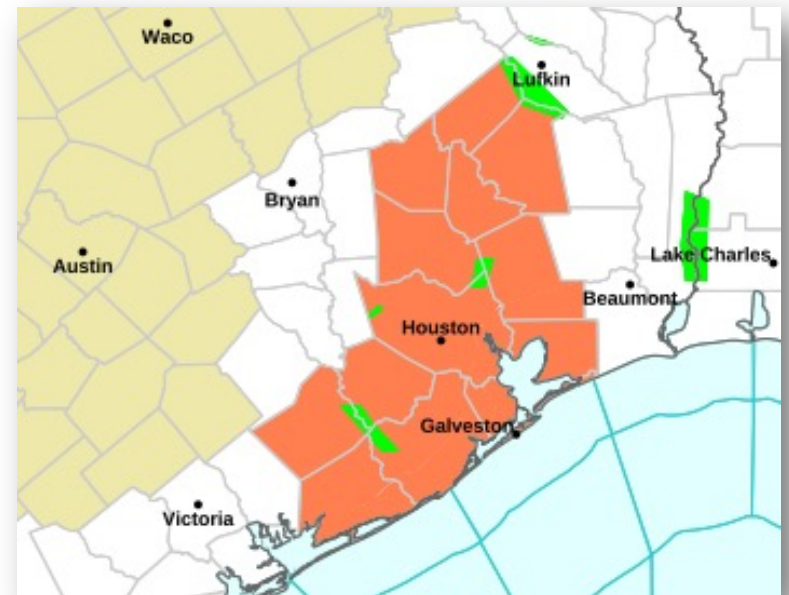 Waco
Lufkin
Bryan
Austin
Lake Charles
Beaumont
Houston
Galveston
Victoria